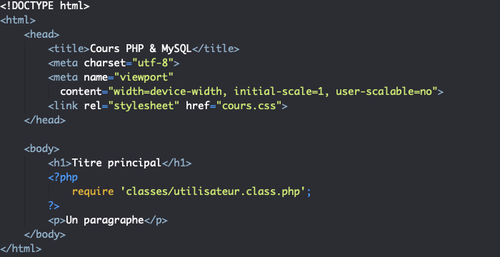 <!DOCTYPE html>
<html>
    <head>
        <title>Cours PHP & MySQL</title>
        <meta charset="utf-8">
        <meta name="viewport"
          content="width=device-width, initial-scale=1, user-scalable=no">
        <link rel="stylesheet" href="cours.css">
    </head>

    <body>
        <h1>Titre principal</h1>
        <?php
            require 'classes/utilisateur.class.php';
        ?>
        <p>Un paragraphe</p>
    </body>
</html>